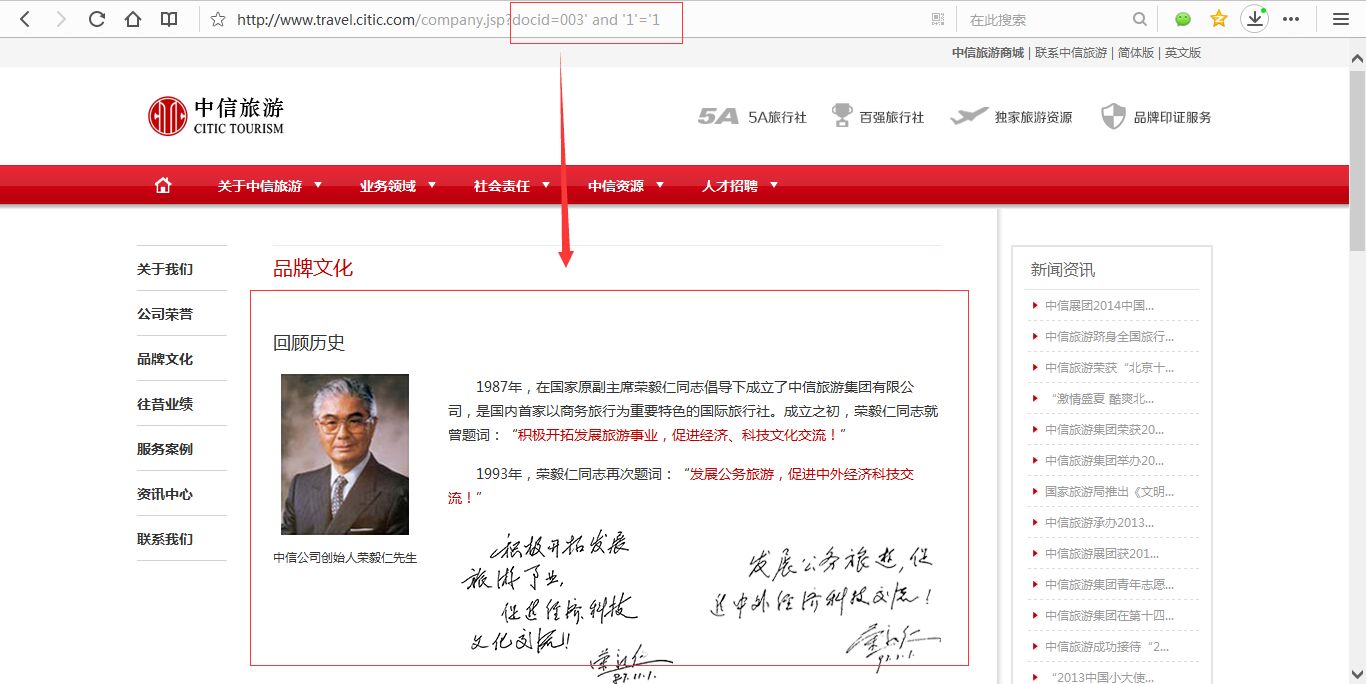 http://www.travel.citic.com/company.jsp?docid=003' and '1'='1
在此搜索
中信旅游商城 | 联系中信旅游 | 简体版 | 英文版
中信旅游
CITIC TOURISM
5A 5A旅行社 百强旅行社 独家旅游资源 品牌印证服务
关于中信旅游 业务领域 社会责任 中信资源 人才招聘
关于我们
公司荣誉
品牌文化
往昔业绩
服务案例
资讯中心
联系我们
品牌文化
回顾历史
中信公司创始人荣毅仁先生
1987年，在国家原副主席荣毅仁同志倡导下成立了中信旅游集团有限公
司，是国内首家以商务旅行为重要特色的国际旅行社。成立之初，荣毅仁同志就
曾题词：“积极开拓发展旅游事业，促进经济、科技文化交流！”
1993年，荣毅仁同志再次题词：“发展公务旅游，促进中外经济科技交
流！”
积极开拓发展
旅游事业,
促进经济、科技
文化交流!!
荣毅仁
87.11.1.
发展公务旅游,促
进中外经济科技交流!
荣毅仁
新闻资讯
中信展团2014中国...
中信旅游跻身全国旅行...
中信旅游荣获“北京十...
“激情盛夏 酷爽北...
中信旅游集团荣获20...
中信旅游集团举办20...
国家旅游局推出《文明...
中信旅游承办2013...
中信旅游展团获201...
中信旅游集团青年志愿...
中信旅游集团在第十四...
中信旅游成功接待“2...
“2013中国小大使...